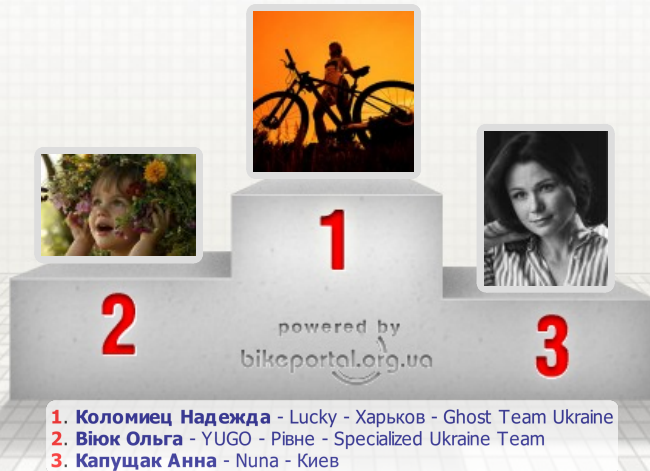 1
2
3
powered by
bikeportal.org.ua
1. Коломиец Надежда - Lucky - Харьков - Ghost Team Ukraine
2. Віюк Ольга - YUGO - Рівне - Specialized Ukraine Team
3. Капущак Анна - Nuna - Киев